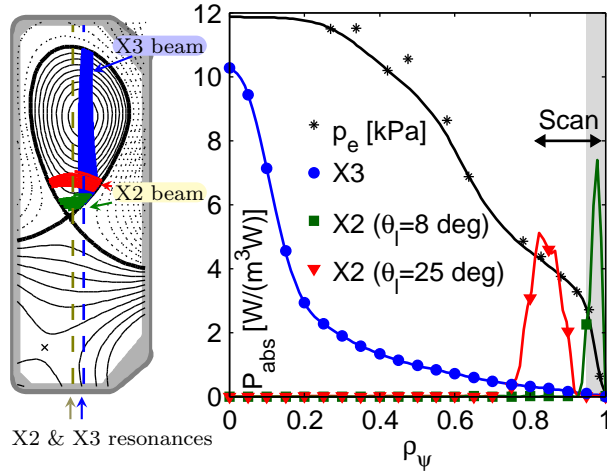 X3 beam
X2 beam
X2 & X3 resonances
12
10
8
6
4
2
0
P_abs [W/(m³W)]
Scan
p_e [kPa]
X3
X2 (θ_l=8 deg)
X2 (θ_l=25 deg)
0 0.2 0.4 0.6 0.8 1
ρ_ψ